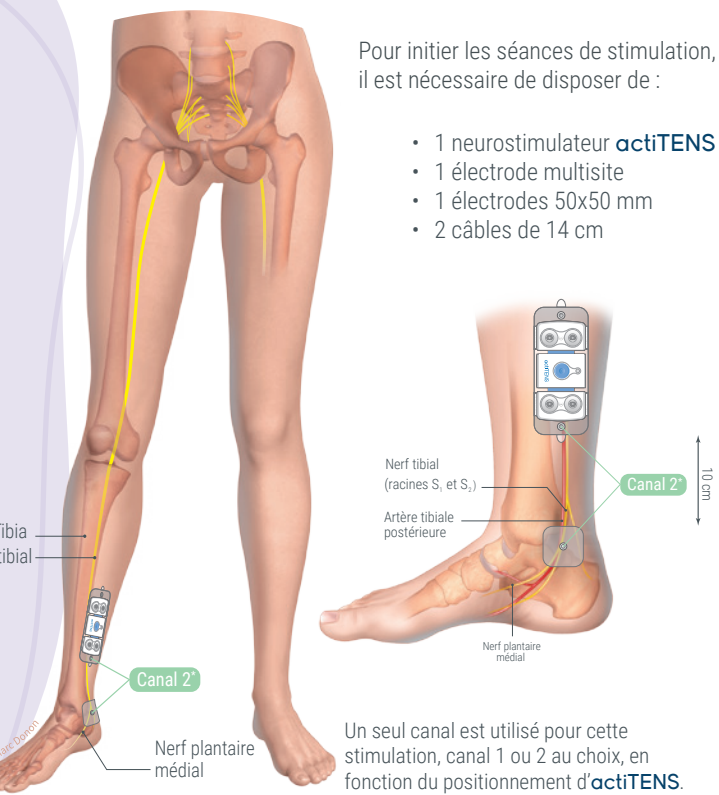 Pour initier les séances de stimulation,
il est nécessaire de disposer de :
• 1 neurostimulateur actiTENS
• 1 électrode multisite
• 1 électrodes 50x50 mm
• 2 câbles de 14 cm
actiTENS
Nerf tibial
(racines S₁ et S₂)
Artère tibiale
postérieure
Canal 2*
10 cm
Nerf plantaire
médial
Tibia
tibial
Canal 2*
Nerf plantaire
médial
Marc Donon
Un seul canal est utilisé pour cette
stimulation, canal 1 ou 2 au choix, en
fonction du positionnement d'actiTENS.